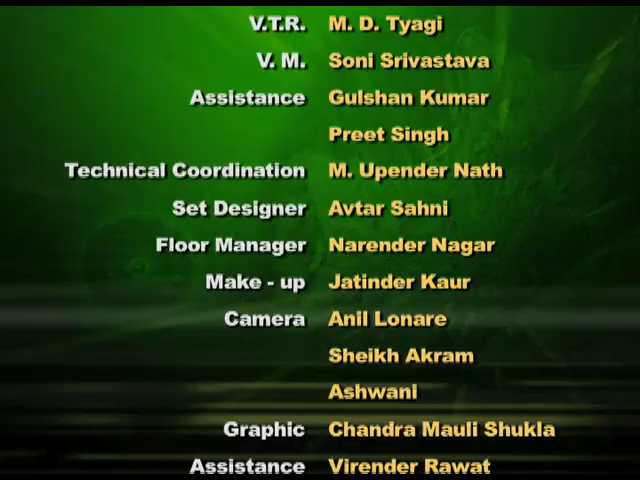 V.T.R. M. D. Tyagi
V. M. Soni Srivastava
Assistance Gulshan Kumar
Preet Singh
Technical Coordination M. Upender Nath
Set Designer Avtar Sahni
Floor Manager Narender Nagar
Make - up Jatinder Kaur
Camera Anil Lonare
Sheikh Akram
Ashwani
Graphic Chandra Mauli Shukla
Assistance Virender Rawat